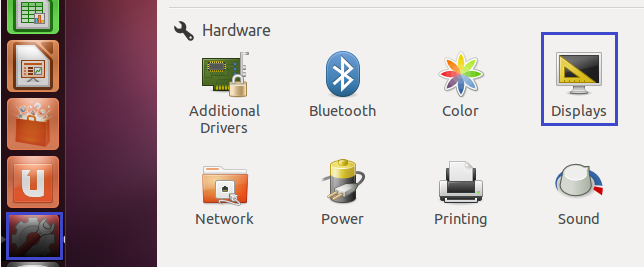 Hardware
Additional Drivers
Bluetooth
Color
Displays
Network
Power
Printing
Sound